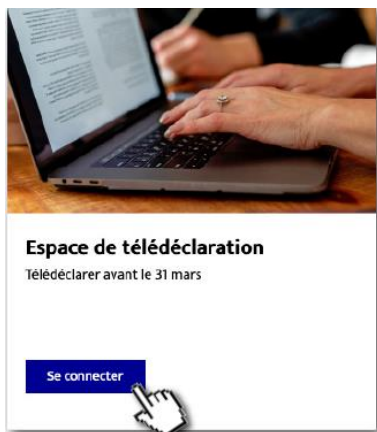 Espace de télédéclaration
Télédéclarer avant le 31 mars
Se connecter